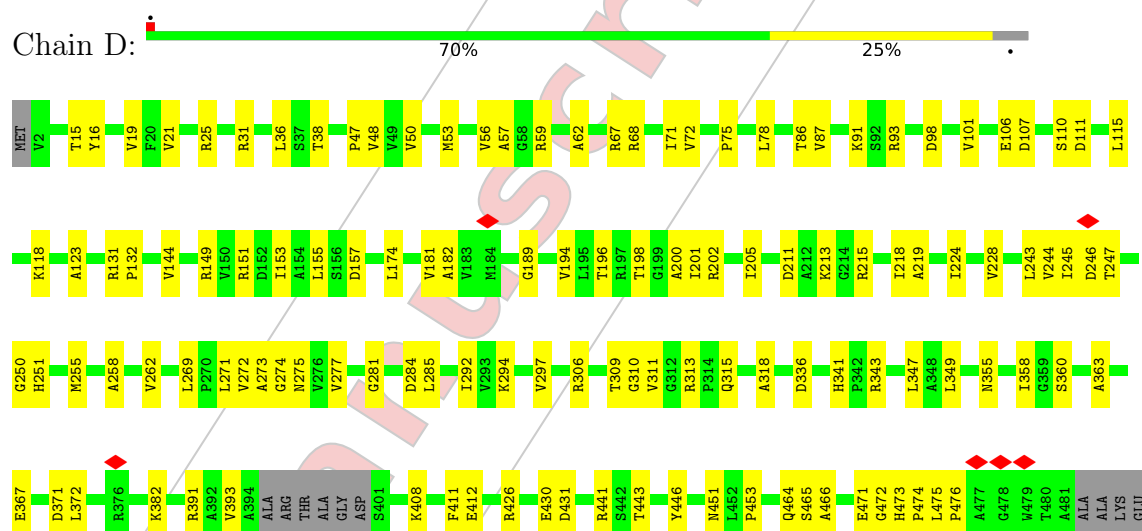 Chain D:
70% 25%
MET V2 T15 Y16 V19 F20 V21 R25 R31 L36 S37 T38 P47 V48 V49 V50 M53 V56 A57 G58 R59 A62 R67 R68 I71 V72 P75 L78 T86 V87 K91 S92 R93 D98 V101 E106 D107 S110 D111 L115
K118 A123 R131 P132 V144 R149 V150 R151 D152 I153 A154 L155 S156 D157 L174 V181 A182 V183 M184 G189 V194 L195 T196 R197 T198 G199 A200 I201 R202 I205 D211 A212 K213 G214 R215 I218 A219 I224 V228 L243 V244 I245 D246 T247
G250 H251 M255 A258 V262 L269 P270 L271 V272 A273 G274 N275 V276 V277 G281 D284 L285 I292 V293 K294 V297 R306 T309 G310 V311 G312 R313 P314 Q315 A318 D336 H341 P342 R343 L347 A348 L349 N355 I358 G359 S360 A363
E367 D371 L372 R376 K382 R391 A392 V393 A394 ALA ARG THR ALA GLY ASP S401 K408 F411 E412 R426 E430 D431 R441 S442 T443 Y446 N451 L452 P453 Q464 S465 A466 E471 G472 H473 P474 L475 P476 A477 G478 W479 T480 A481 ALA ALA LYS GLU